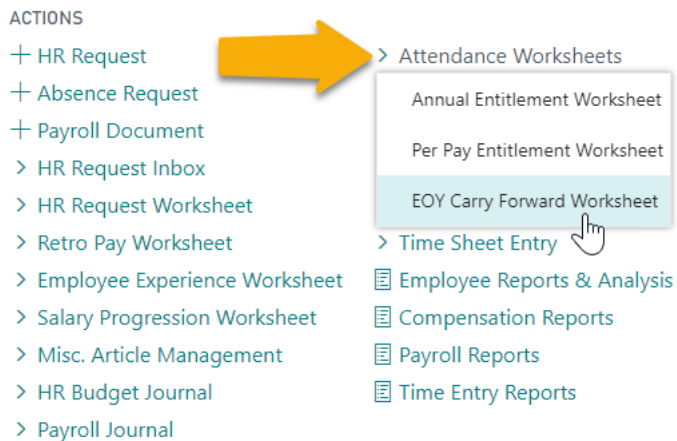 ACTIONS
+ HR Request
+ Absence Request
+ Payroll Document
> HR Request Inbox
> HR Request Worksheet
> Retro Pay Worksheet
> Employee Experience Worksheet
> Salary Progression Worksheet
> Misc. Article Management
> HR Budget Journal
> Payroll Journal
> Attendance Worksheets
Annual Entitlement Worksheet
Per Pay Entitlement Worksheet
EOY Carry Forward Worksheet
> Time Sheet Entry
Employee Reports & Analysis
Compensation Reports
Payroll Reports
Time Entry Reports